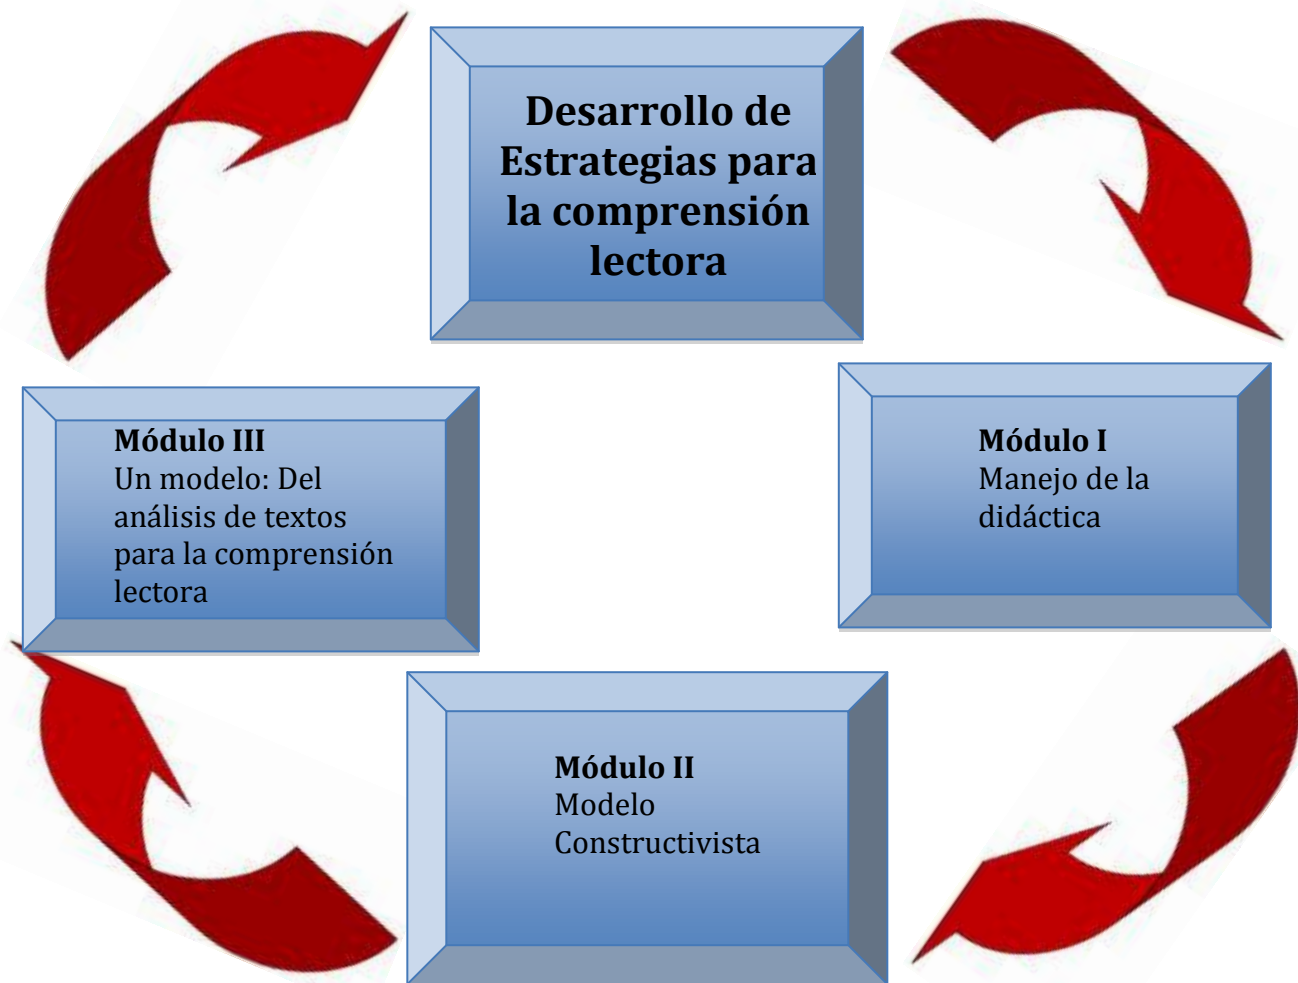 Desarrollo de
Estrategias para
la comprensión
lectora
Módulo III
Un modelo: Del
análisis de textos
para la comprensión
lectora
Módulo I
Manejo de la
didáctica
Módulo II
Modelo
Constructivista